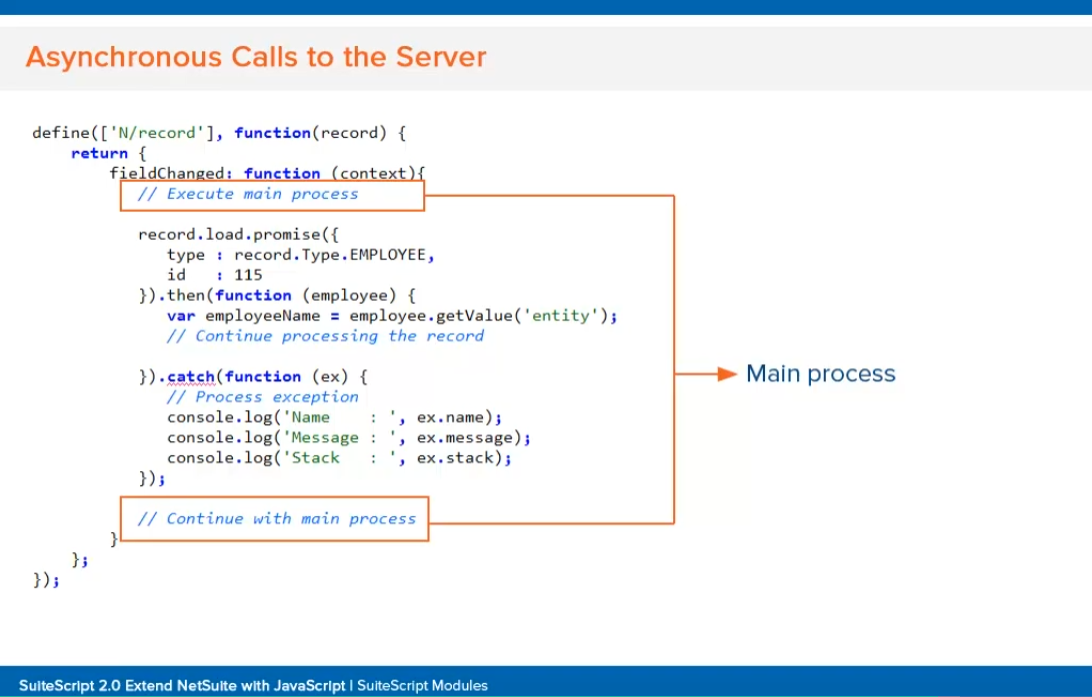 Asynchronous Calls to the Server
define(['N/record'], function(record) {
return {
fieldChanged: function (context){
// Execute main process
record.load.promise({
type : record.Type.EMPLOYEE,
id : 115
}).then(function (employee) {
var employeeName = employee.getValue('entity');
// Continue processing the record
}).catch(function (ex) {
// Process exception
console.log('Name : ', ex.name);
console.log('Message : ', ex.message);
console.log('Stack : ', ex.stack);
});
// Continue with main process
}
};
});
Main process
SuiteScript 2.0 Extend NetSuite with JavaScript | SuiteScript Modules